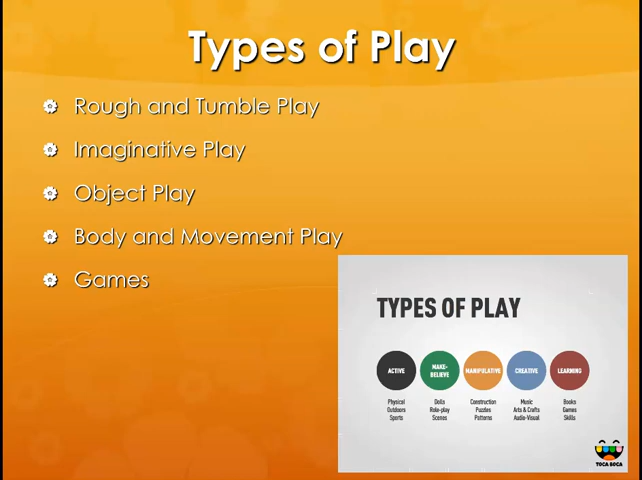 Types of Play
Rough and Tumble Play
Imaginative Play
Object Play
Body and Movement Play
Games
TYPES OF PLAY
ACTIVE
MAKE-
BELIEVE
MANIPULATIVE
CREATIVE
LEARNING
Physical
Outdoors
Sports
Dolls
Role-play
Scenes
Construction
Puzzles
Patterns
Music
Arts & Crafts
Audio-Visual
Books
Games
Skills
TOCA BOCA